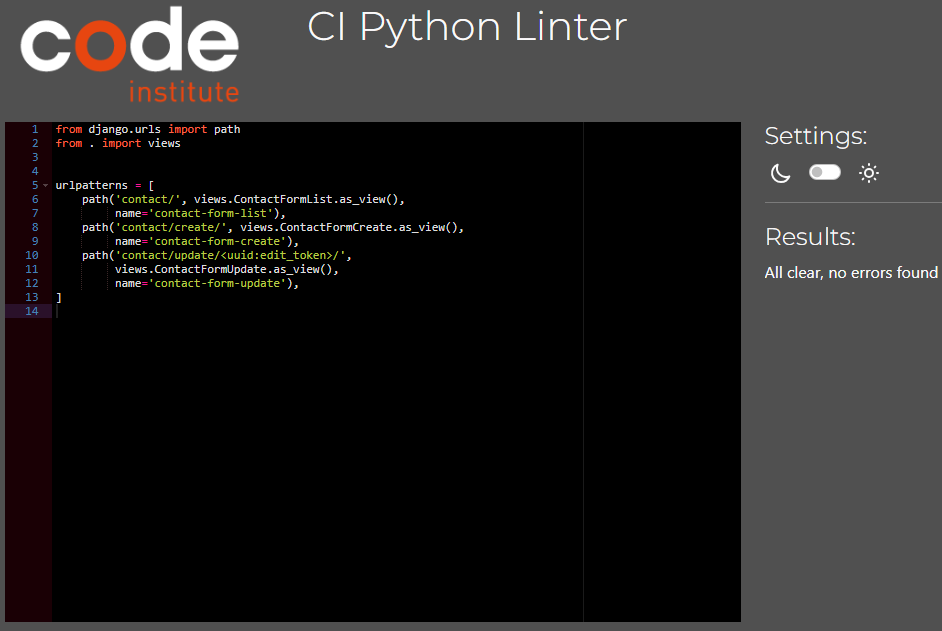 code
institute
CI Python Linter
1 from django.urls import path
2 from . import views
3
4
5 urlpatterns = [
6     path('contact/', views.ContactFormList.as_view(),
7          name='contact-form-list'),
8     path('contact/create/', views.ContactFormCreate.as_view(),
9          name='contact-form-create'),
10     path('contact/update/<uuid:edit_token>/',
11          views.ContactFormUpdate.as_view(),
12          name='contact-form-update'),
13 ]
14
Settings:
Results:
All clear, no errors found